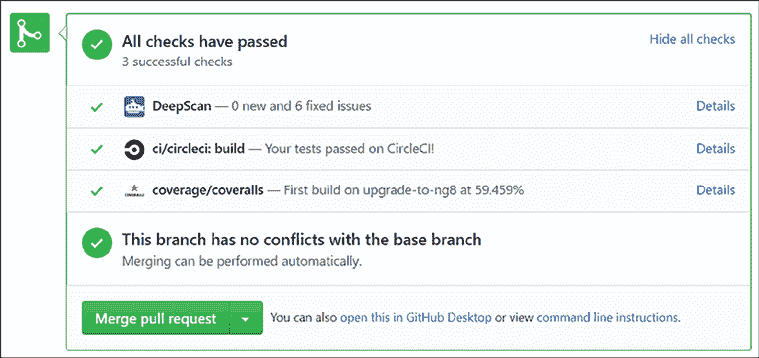 All checks have passed
Hide all checks
3 successful checks
DeepScan — 0 new and 6 fixed issues
Details
ci/circleci: build — Your tests passed on CircleCI!
Details
coverage/coveralls — First build on upgrade-to-ng8 at 59.459%
Details
This branch has no conflicts with the base branch
Merging can be performed automatically.
Merge pull request
You can also open this in GitHub Desktop or view command line instructions.